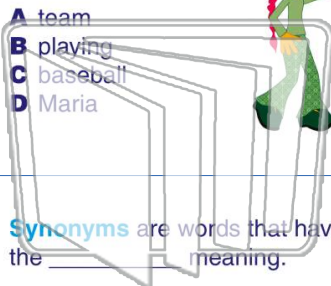 A team
B playing
C baseball
D Maria
Synonyms are words that hav
the __________ meaning.